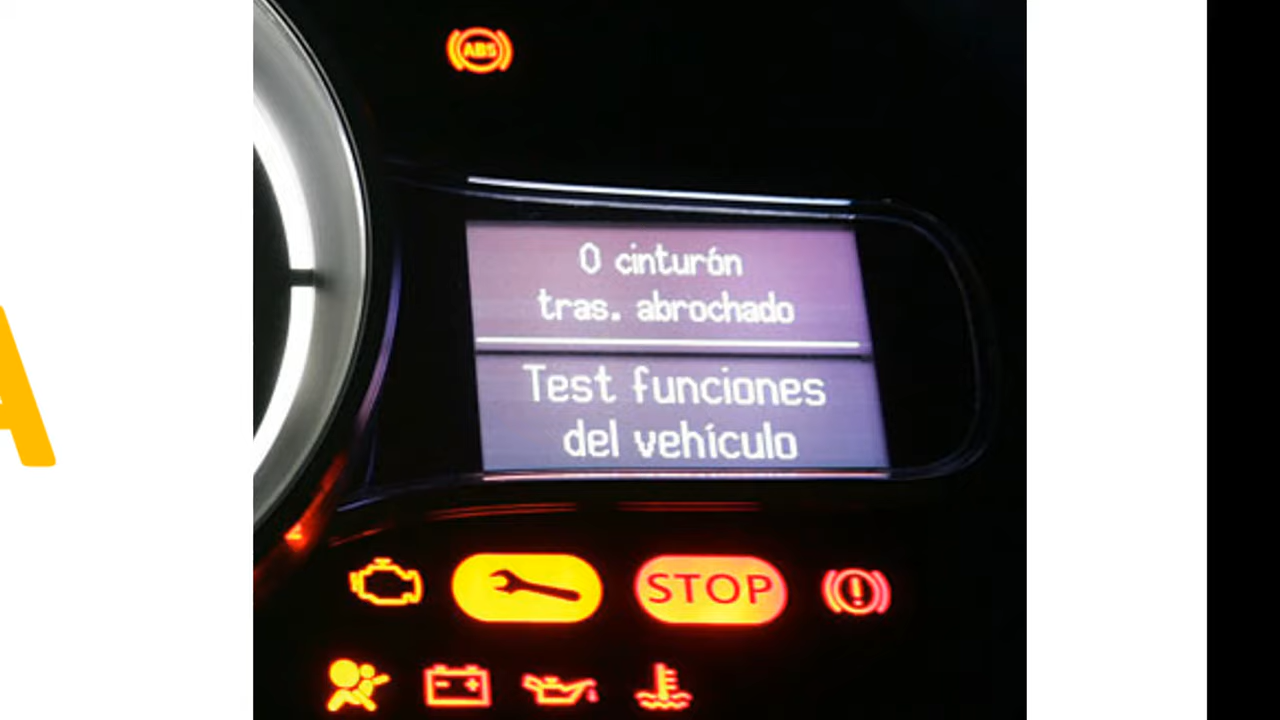 A
ABS
0 cinturón
tras. abrochado
Test funciones
del vehículo
STOP